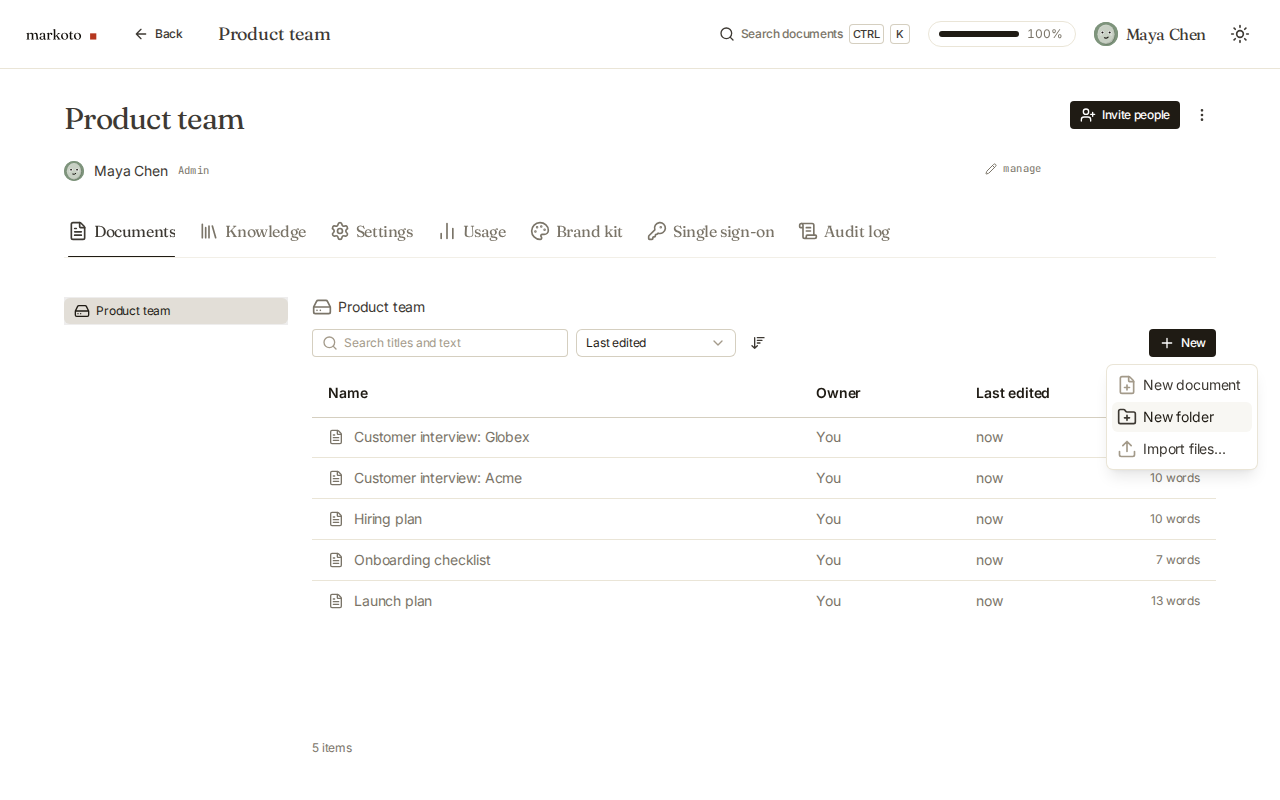 markoto
Back
Product team
Search documents CTRL K
100%
Maya Chen
Product team
Invite people
Maya Chen Admin
manage
Documents
Knowledge
Settings
Usage
Brand kit
Single sign-on
Audit log
Product team
Product team
Search titles and text
Last edited
New
New document
New folder
Import files...
Name Owner Last edited
Customer interview: Globex You now
Customer interview: Acme You now 10 words
Hiring plan You now 10 words
Onboarding checklist You now 7 words
Launch plan You now 13 words
5 items